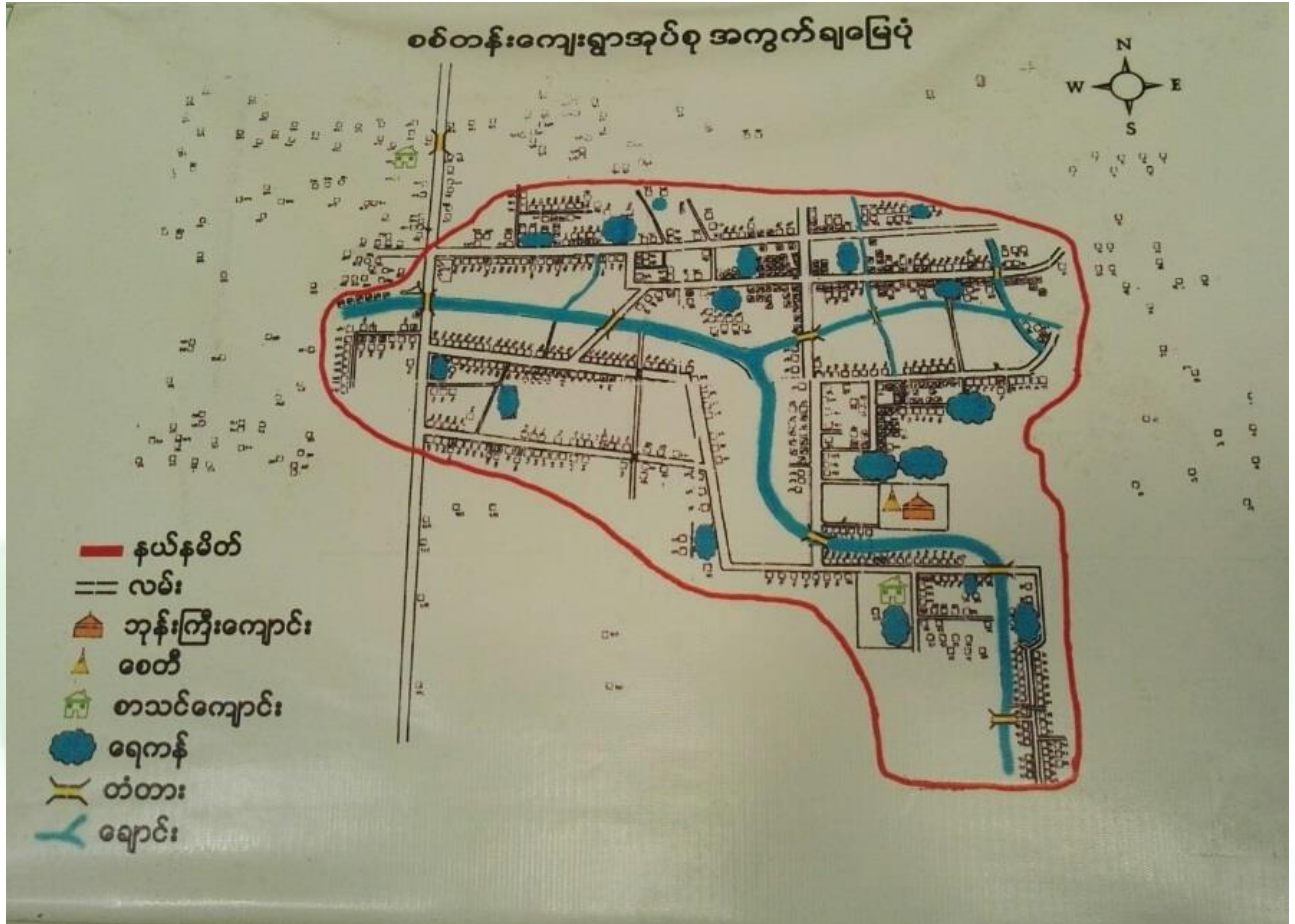 စစ်တန်းကျေးရွာအုပ်စု အကွက်ချမြေပုံ
N
W E
S
နယ်နမိတ်
လမ်း
ဘုန်းကြီးကျောင်း
စေတီ
စာသင်ကျောင်း
ရေကန်
တံတား
ချောင်း